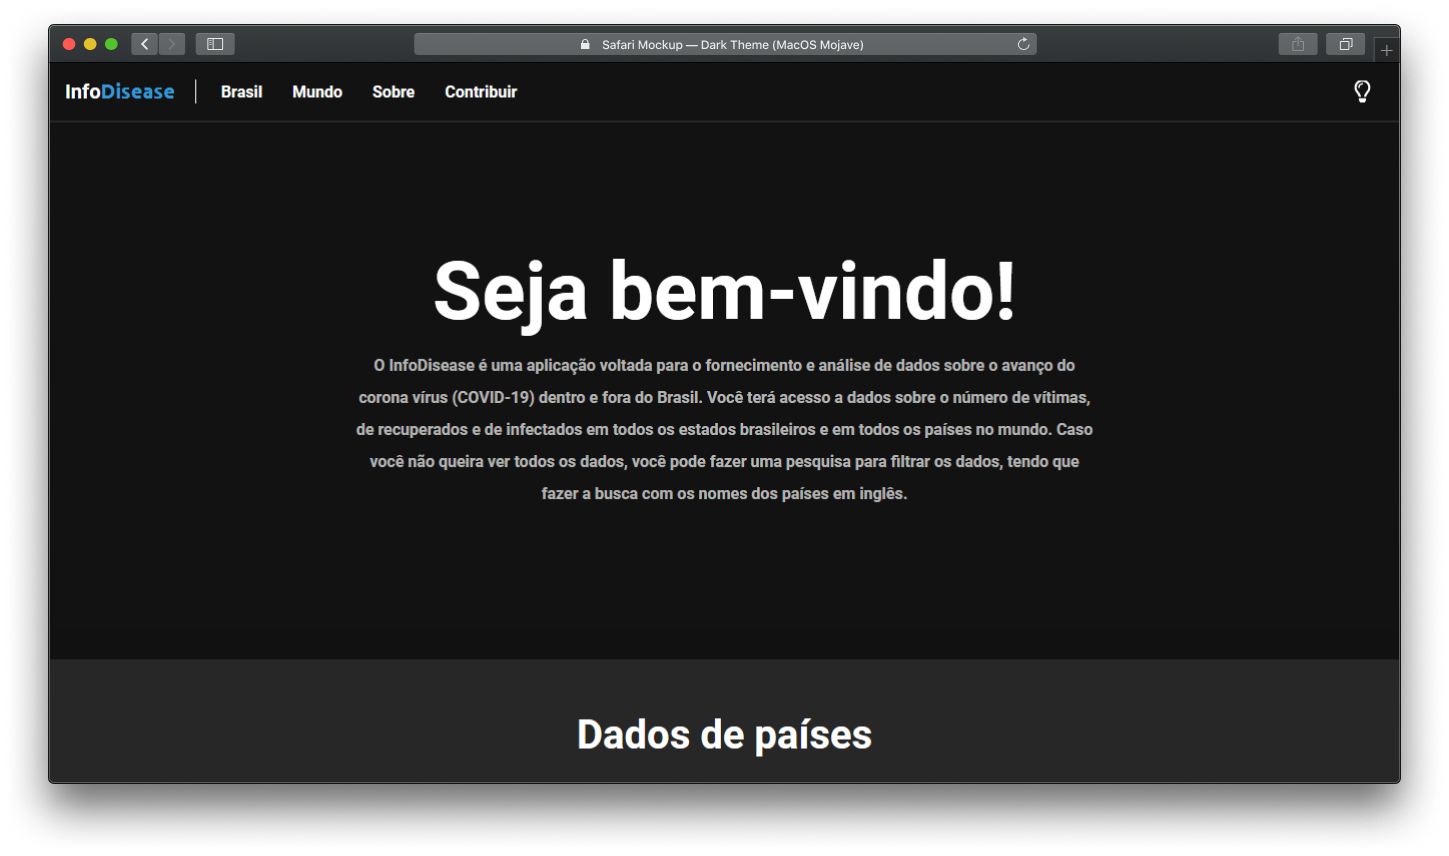 Safari Mockup — Dark Theme (MacOS Mojave)
InfoDisease Brasil Mundo Sobre Contribuir
Seja bem-vindo!
O InfoDisease é uma aplicação voltada para o fornecimento e análise de dados sobre o avanço do
corona vírus (COVID-19) dentro e fora do Brasil. Você terá acesso a dados sobre o número de vítimas,
de recuperados e de infectados em todos os estados brasileiros e em todos os países no mundo. Caso
você não queira ver todos os dados, você pode fazer uma pesquisa para filtrar os dados, tendo que
fazer a busca com os nomes dos países em inglês.
Dados de países